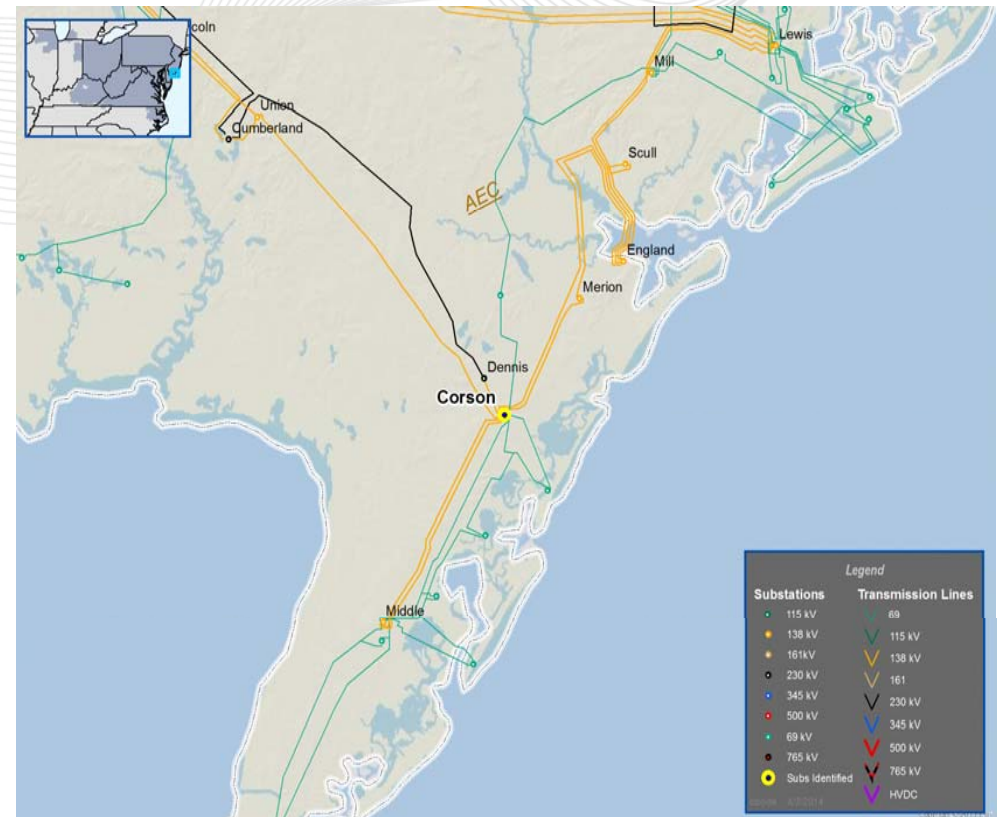 coln
Lewis
Mill
Union
Cumberland
Scull
AEC
England
Merion
Dennis
Corson
Middle
Legend
Substations
115 kV
138 kV
161kV
230 kV
345 kV
500 kV
69 kV
765 kV
Subs Identified
Transmission Lines
69
115 kV
138 kV
161
230 kV
345 kV
500 kV
765 kV
HVDC